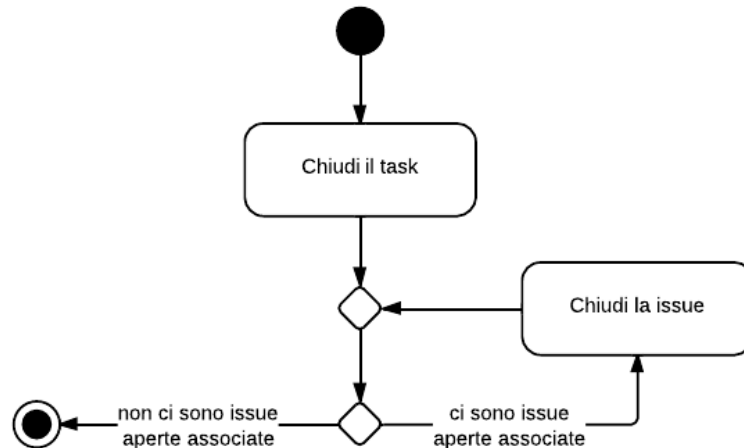 Chiudi il task
Chiudi la issue
non ci sono issue
aperte associate
ci sono issue
aperte associate